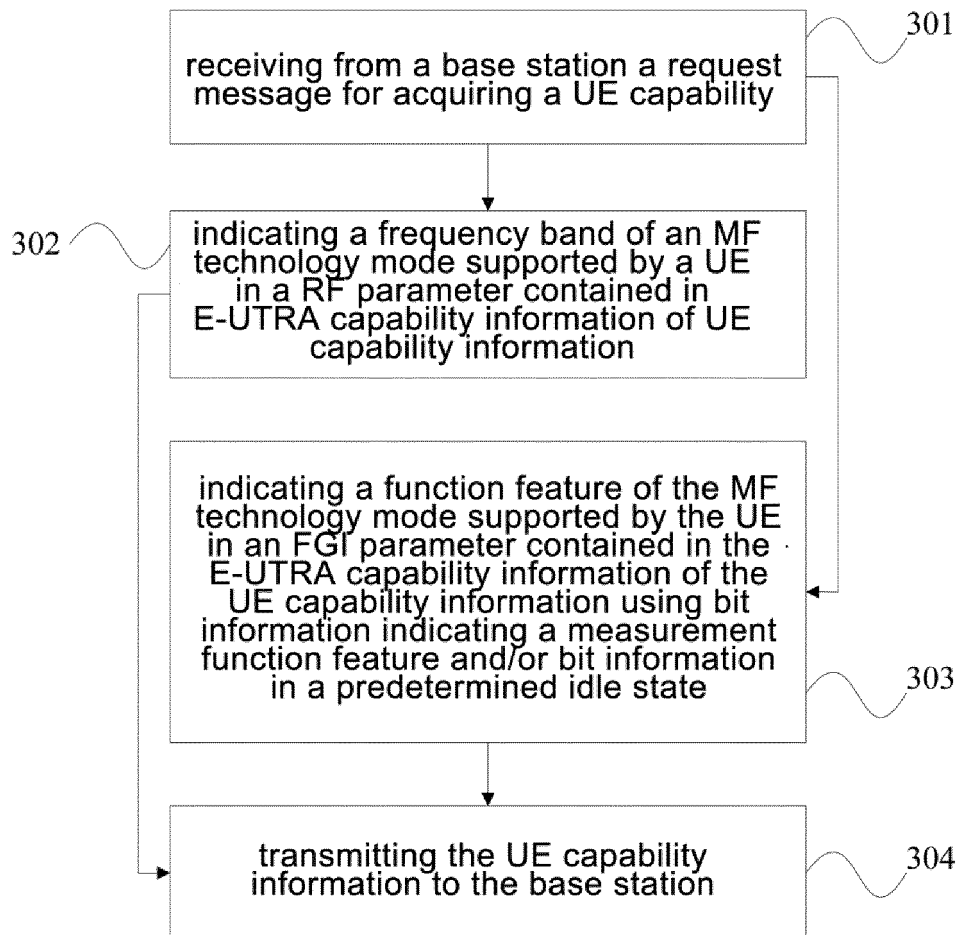 301
receiving from a base station a request
message for acquiring a UE capability
302
indicating a frequency band of an MF
technology mode supported by a UE
in a RF parameter contained in
E-UTRA capability information of UE
capability information
indicating a function feature of the MF
technology mode supported by the UE
in an FGI parameter contained in the
E-UTRA capability information of the
UE capability information using bit
information indicating a measurement
function feature and/or bit information
in a predetermined idle state
303
transmitting the UE capability
information to the base station
304